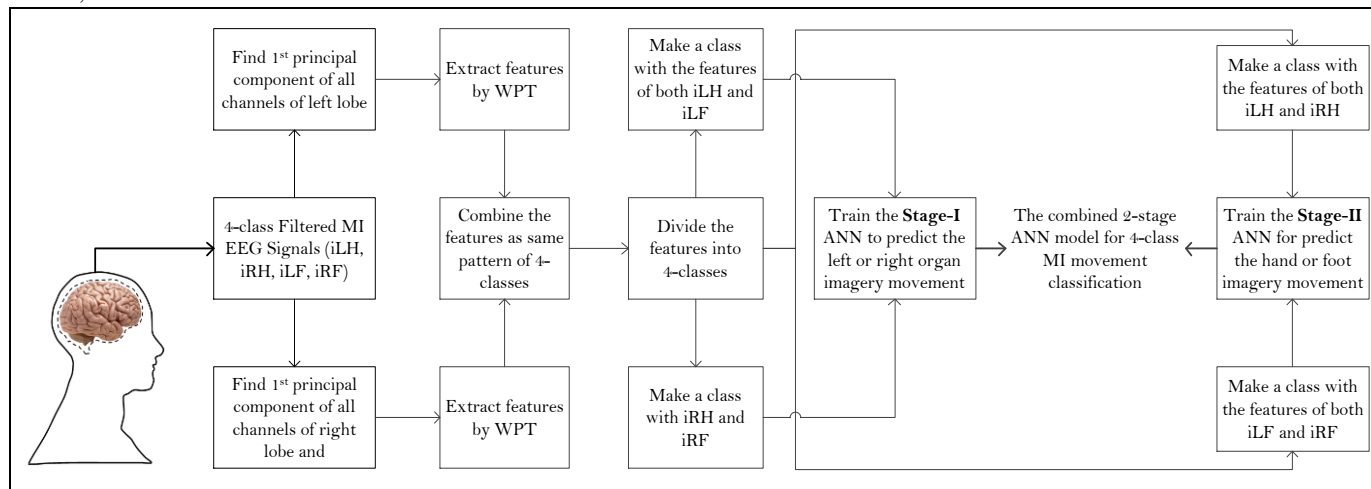 Find 1st principal
component of all
channels of left lobe
Extract features
by WPT
Make a class
with the features
of both iLH and
iLF
Make a class with
the features of both
iLH and iRH
4-class Filtered MI
EEG Signals (iLH,
iRH, iLF, iRF)
Combine the
features as same
pattern of 4-
classes
Divide the
features into
4-classes
Train the Stage-I
ANN to predict the
left or right organ
imagery movement
The combined 2-stage
ANN model for 4-class
MI movement
classification
Train the Stage-II
ANN for predict
the hand or foot
imagery movement
Find 1st principal
component of all
channels of right
lobe and
Extract features
by WPT
Make a class
with iRH and
iRF
Make a class with
the features of both
iLF and iRF